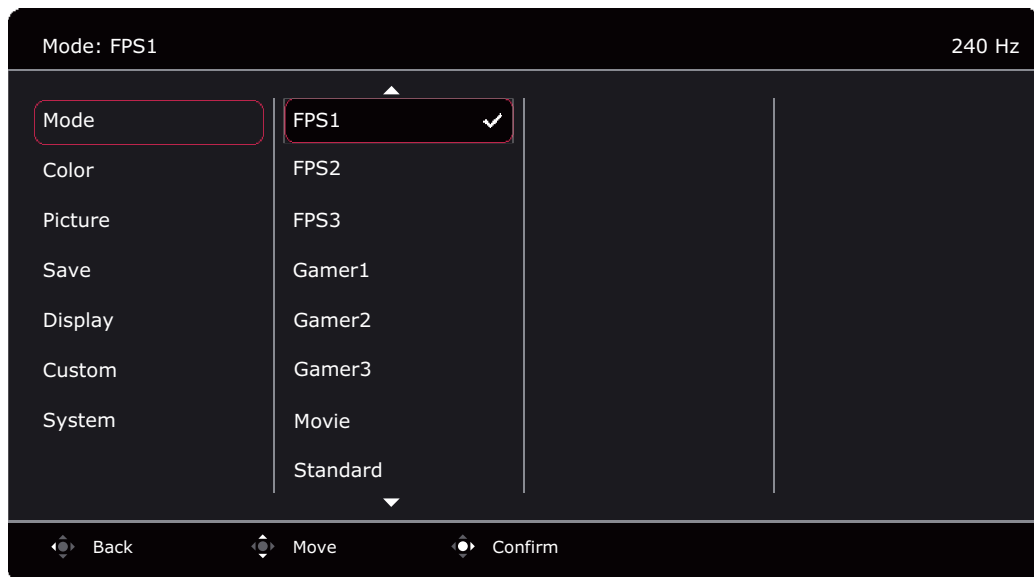 Mode: FPS1
240 Hz
Mode
Color
Picture
Save
Display
Custom
System
FPS1
FPS2
FPS3
Gamer1
Gamer2
Gamer3
Movie
Standard
Back
Move
Confirm